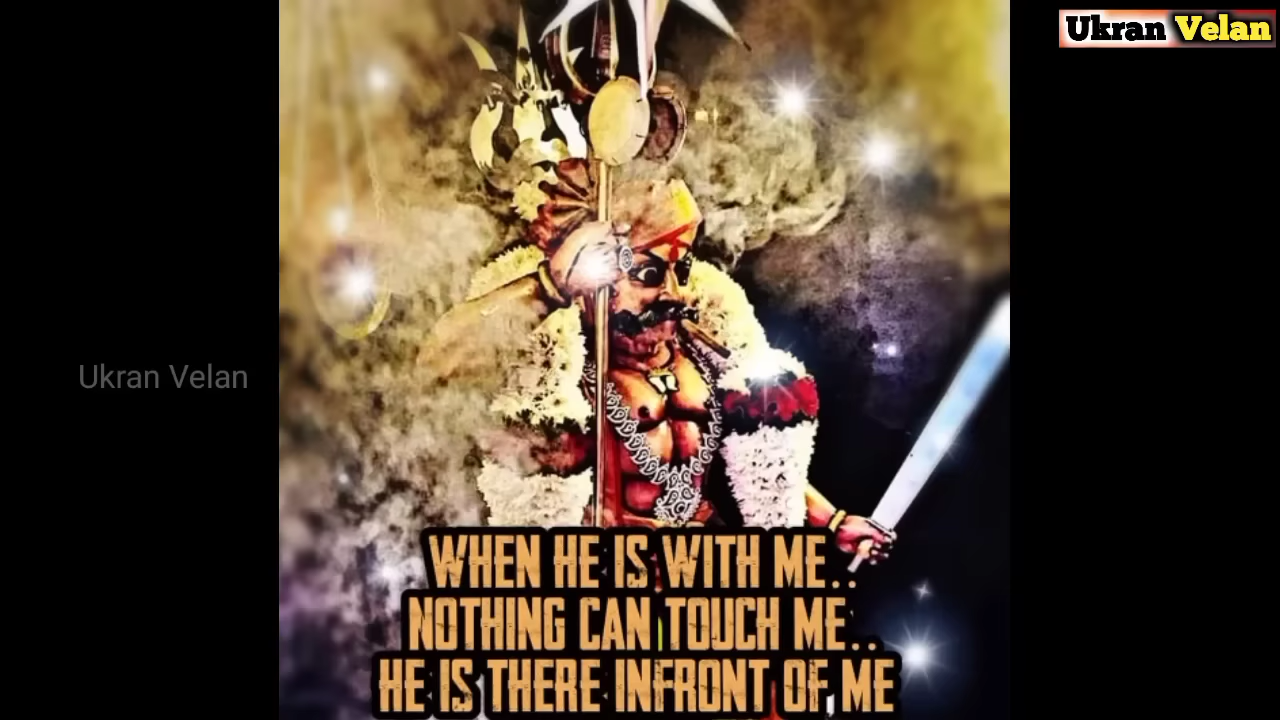 Ukran Velan
Ukran Velan
WHEN HE IS WITH ME..
NOTHING CAN TOUCH ME..
HE IS THERE INFRONT OF ME